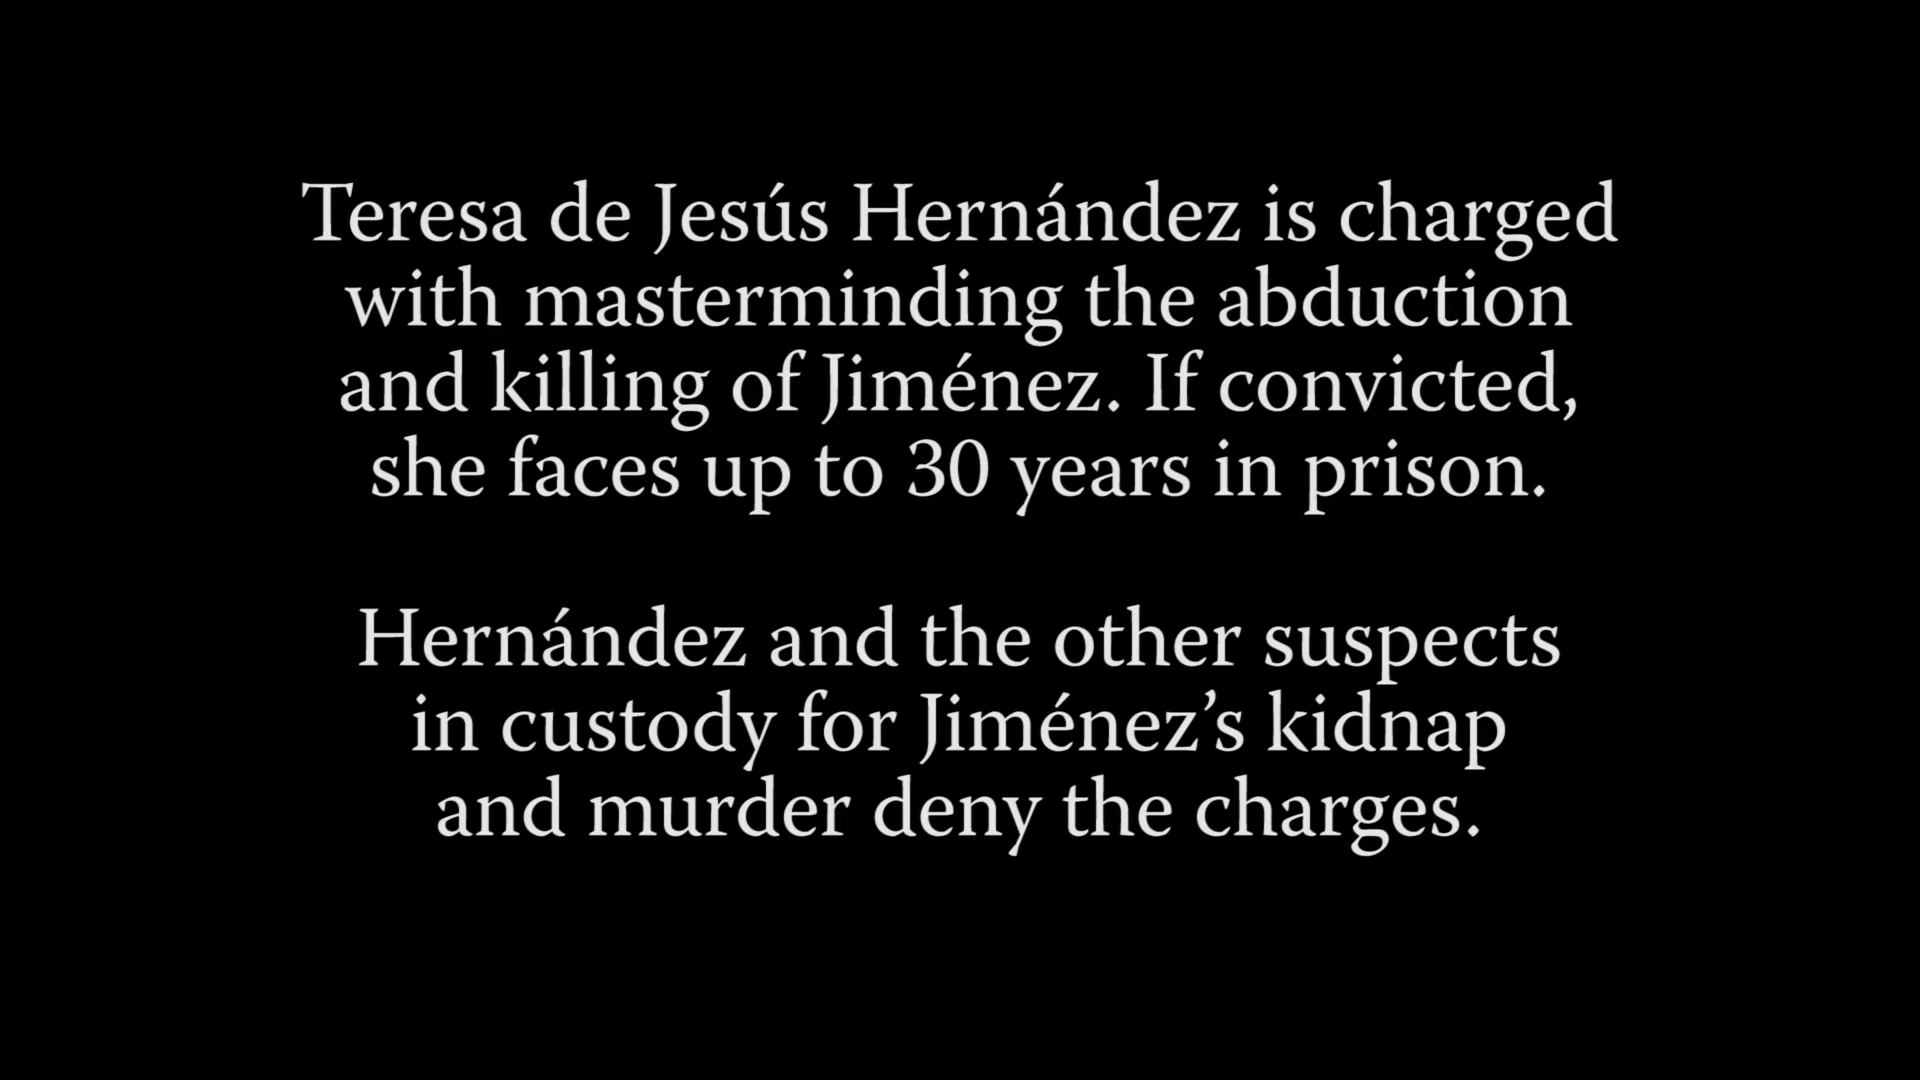 Teresa de Jesús Hernández is charged
with masterminding the abduction
and killing of Jiménez. If convicted,
she faces up to 30 years in prison.
Hernández and the other suspects
in custody for Jiménez’s kidnap
and murder deny the charges.